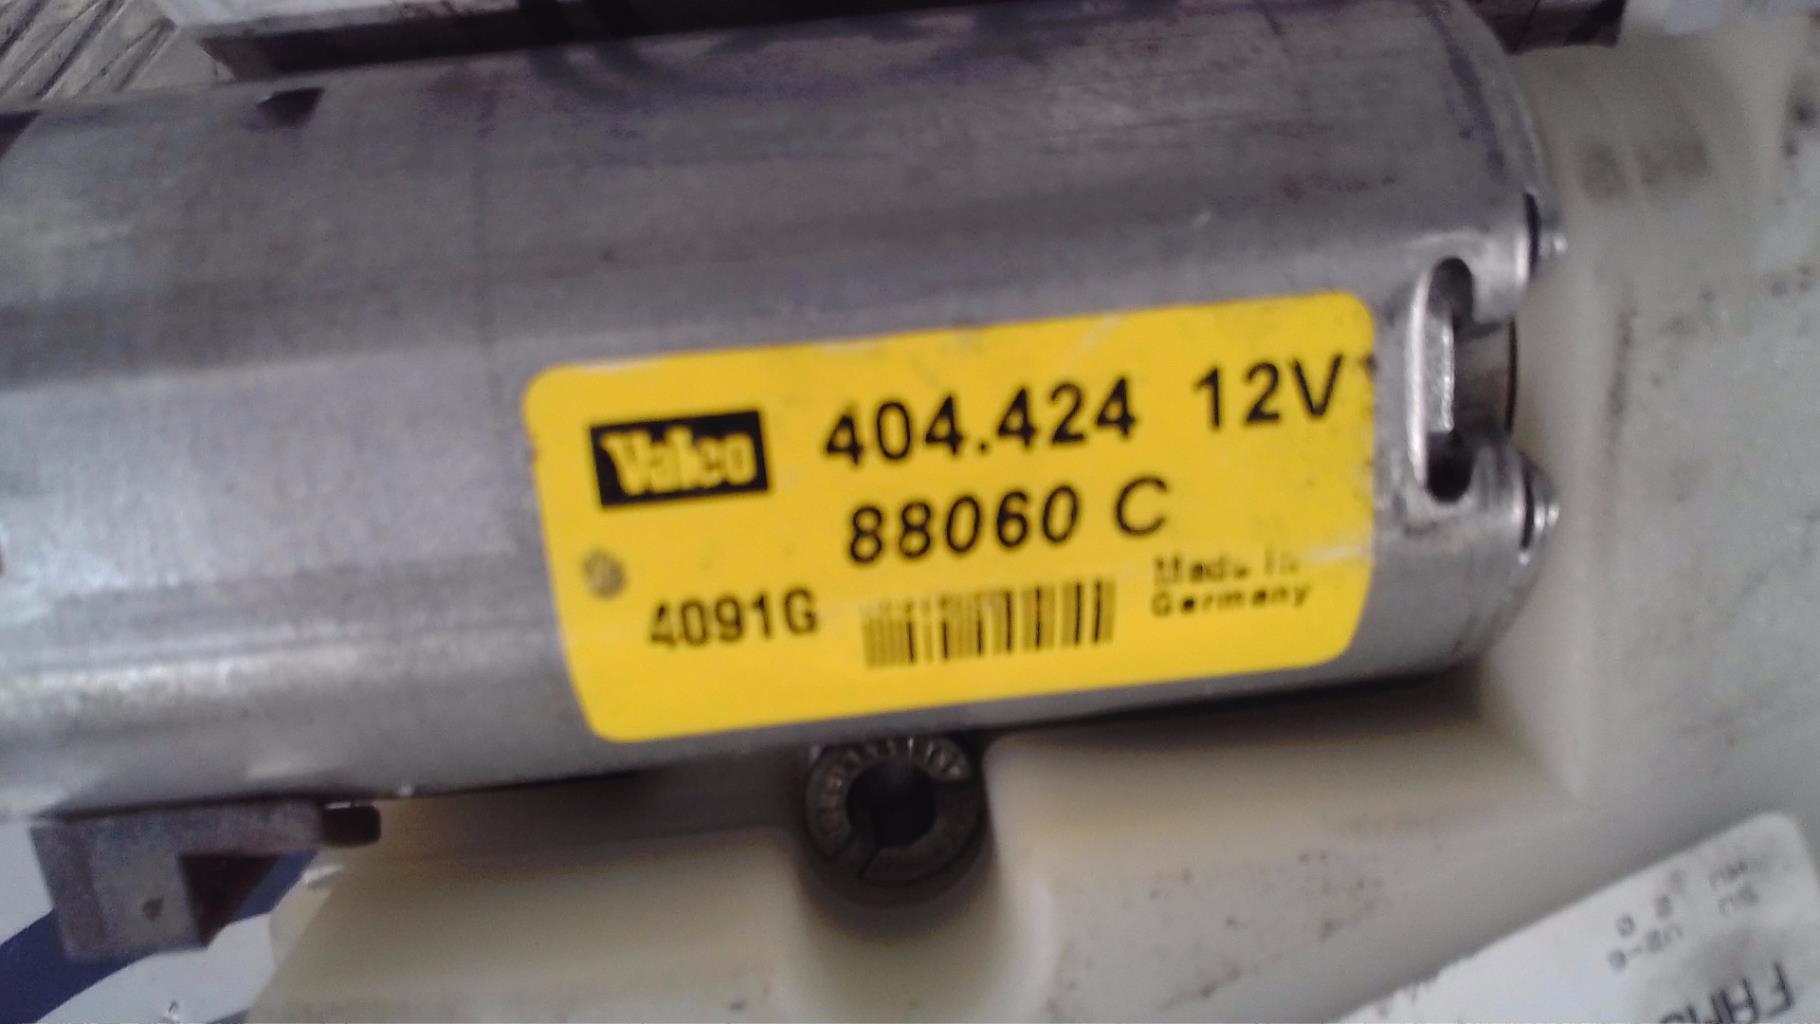 Valeo 404.424 12V
88060 C
4091G
Made in
Germany